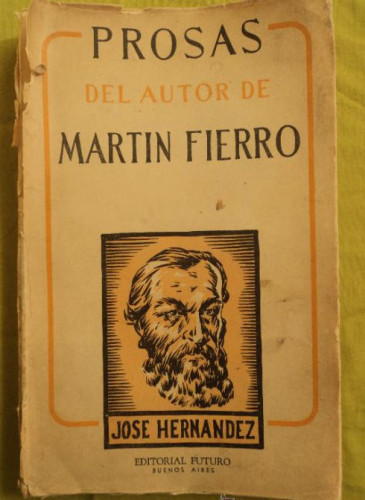 PROSAS
DEL AUTOR DE
MARTIN FIERRO
JOSE HERNANDEZ
EDITORIAL FUTURO
BUENOS AIRES